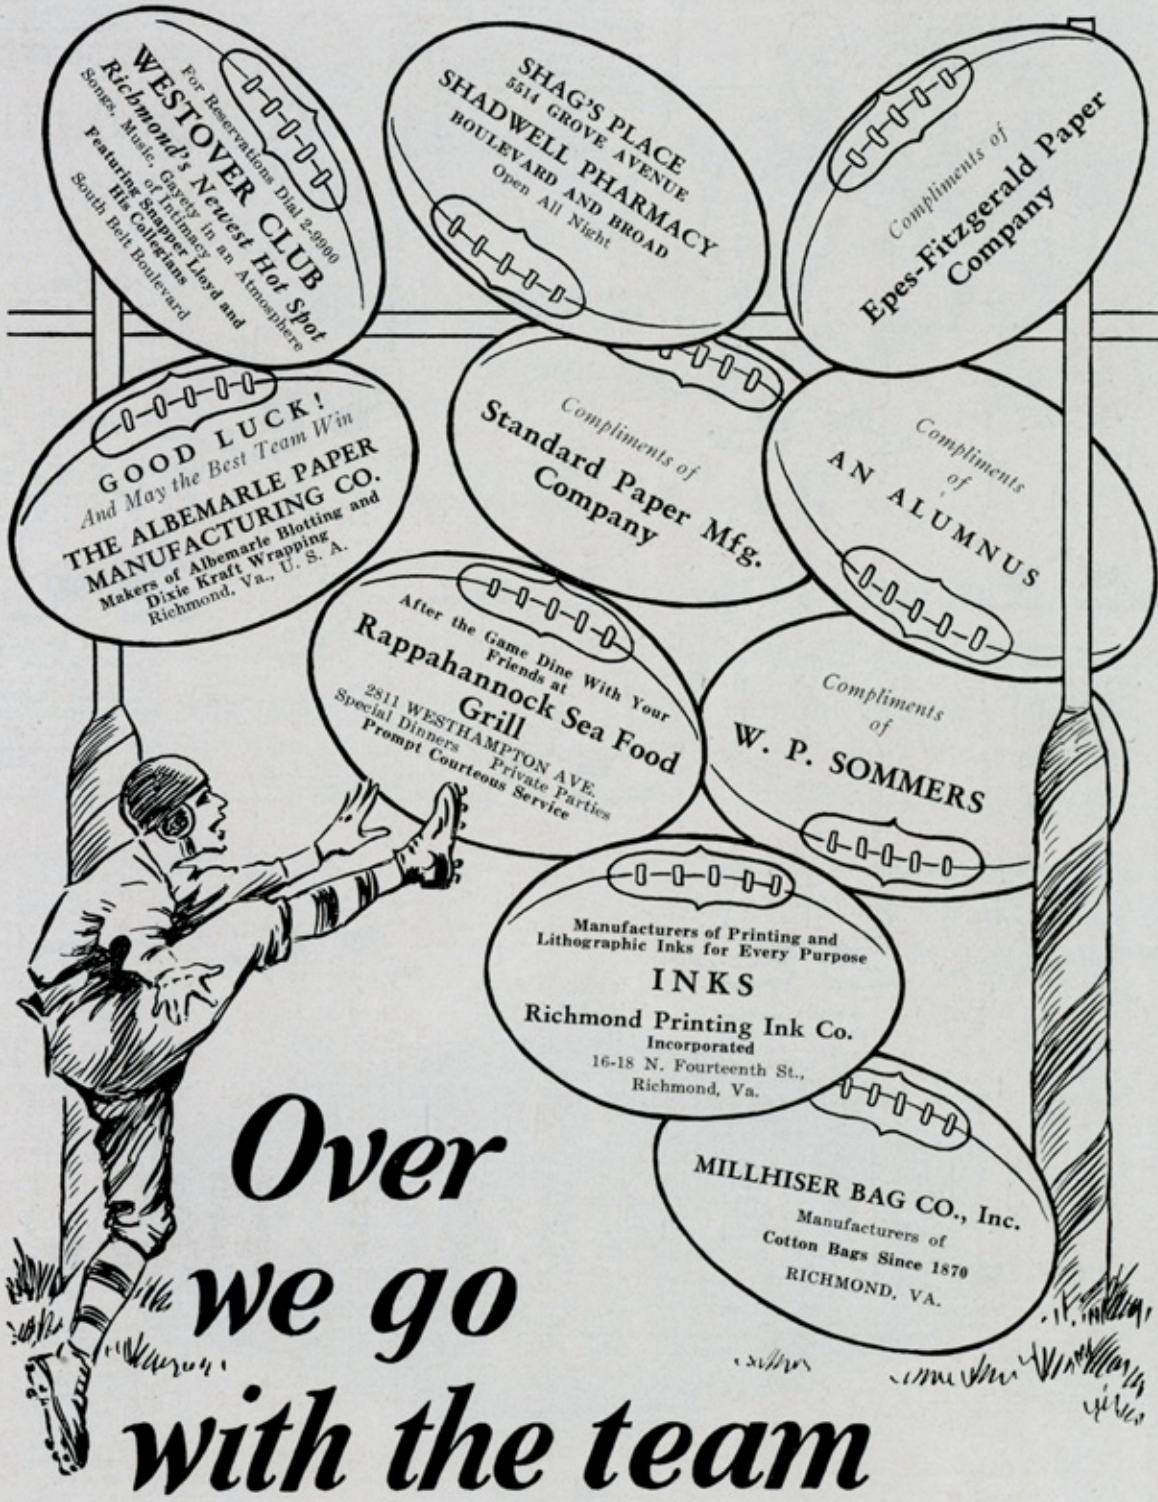 For Reservations Dial 2-9900
WESTOVER CLUB
Richmond's Newest Hot Spot
Songs, Music, Gayety in an Atmosphere
of Intimacy
Featuring Snapper Lloyd and
His Collegians
South Belt Boulevard
SHAG'S PLACE
5514 GROVE AVENUE
SHADWELL PHARMACY
BOULEVARD AND BROAD
Open All Night
Compliments of
Epes-Fitzgerald Paper
Company
GOOD LUCK!
And May the Best Team Win
THE ALBEMARLE PAPER
MANUFACTURING CO.
Makers of Albemarle Blotting and
Dixie Kraft Wrapping
Richmond, Va., U. S. A.
Compliments of
Standard Paper Mfg.
Company
Compliments
of
AN ALUMNUS
After the Game Dine With Your
Friends at
Rappahannock Sea Food
Grill
2811 WESTHAMPTON AVE.
Special Dinners Private Parties
Prompt Courteous Service
Compliments
of
W. P. SOMMERS
Manufacturers of Printing and
Lithographic Inks for Every Purpose
INKS
Richmond Printing Ink Co.
Incorporated
16-18 N. Fourteenth St.,
Richmond, Va.
MILLHISER BAG CO., Inc.
Manufacturers of
Cotton Bags Since 1870
RICHMOND, VA.
Over
we go
with the team